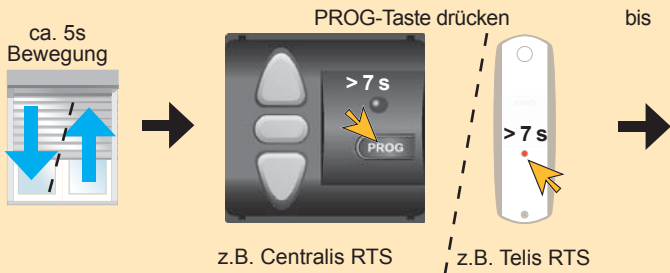 PROG-Taste drücken bis
ca. 5s
Bewegung
> 7 s
PROG
> 7 s
z.B. Centralis RTS
z.B. Telis RTS